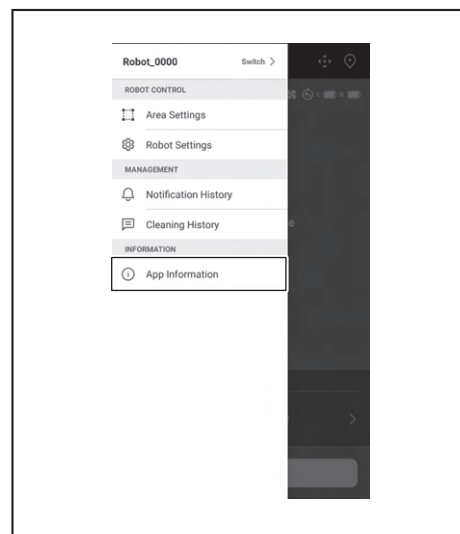 Robot_0000 Switch >
ROBOT CONTROL
Area Settings
Robot Settings
MANAGEMENT
Notification History
Cleaning History
INFORMATION
App Information